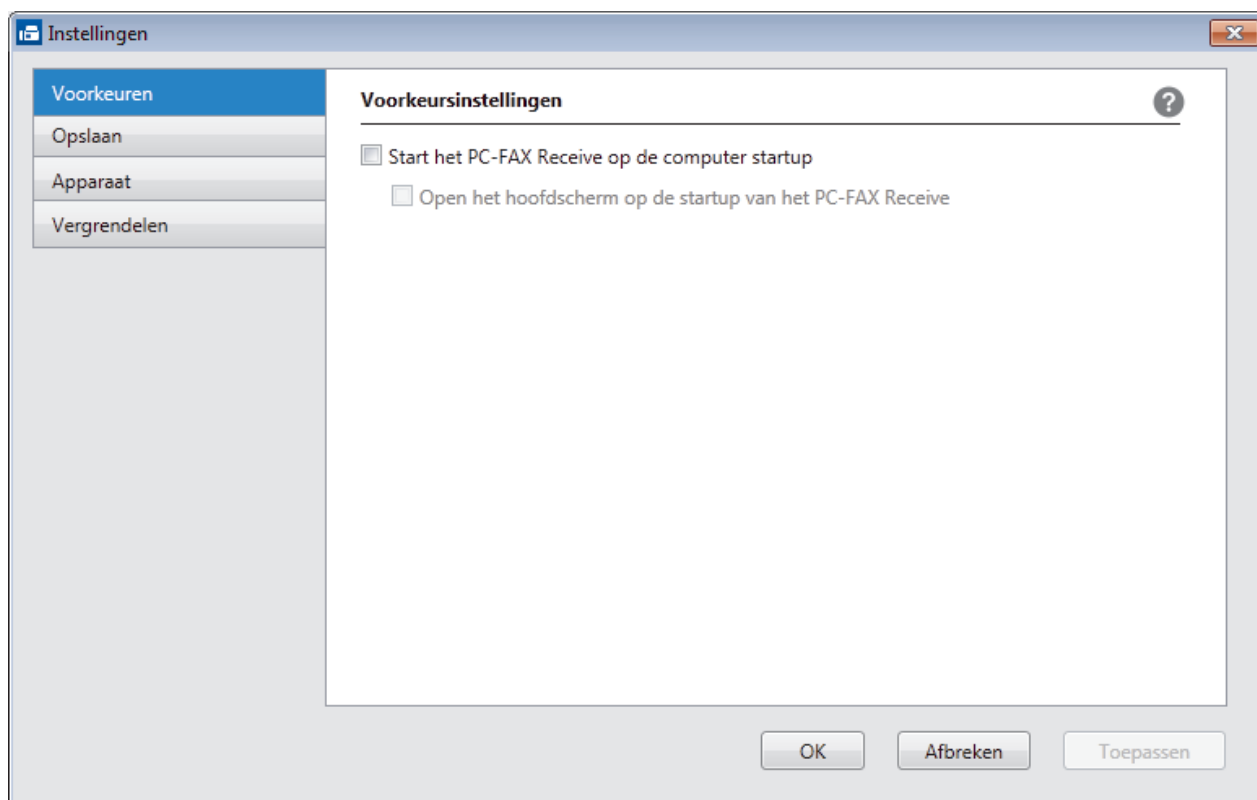 Instellingen
Voorkeuren
Opslaan
Apparaat
Vergrendelen
Voorkeursinstellingen
?
Start het PC-FAX Receive op de computer startup
Open het hoofdscherm op de startup van het PC-FAX Receive
OK
Afbreken
Toepassen